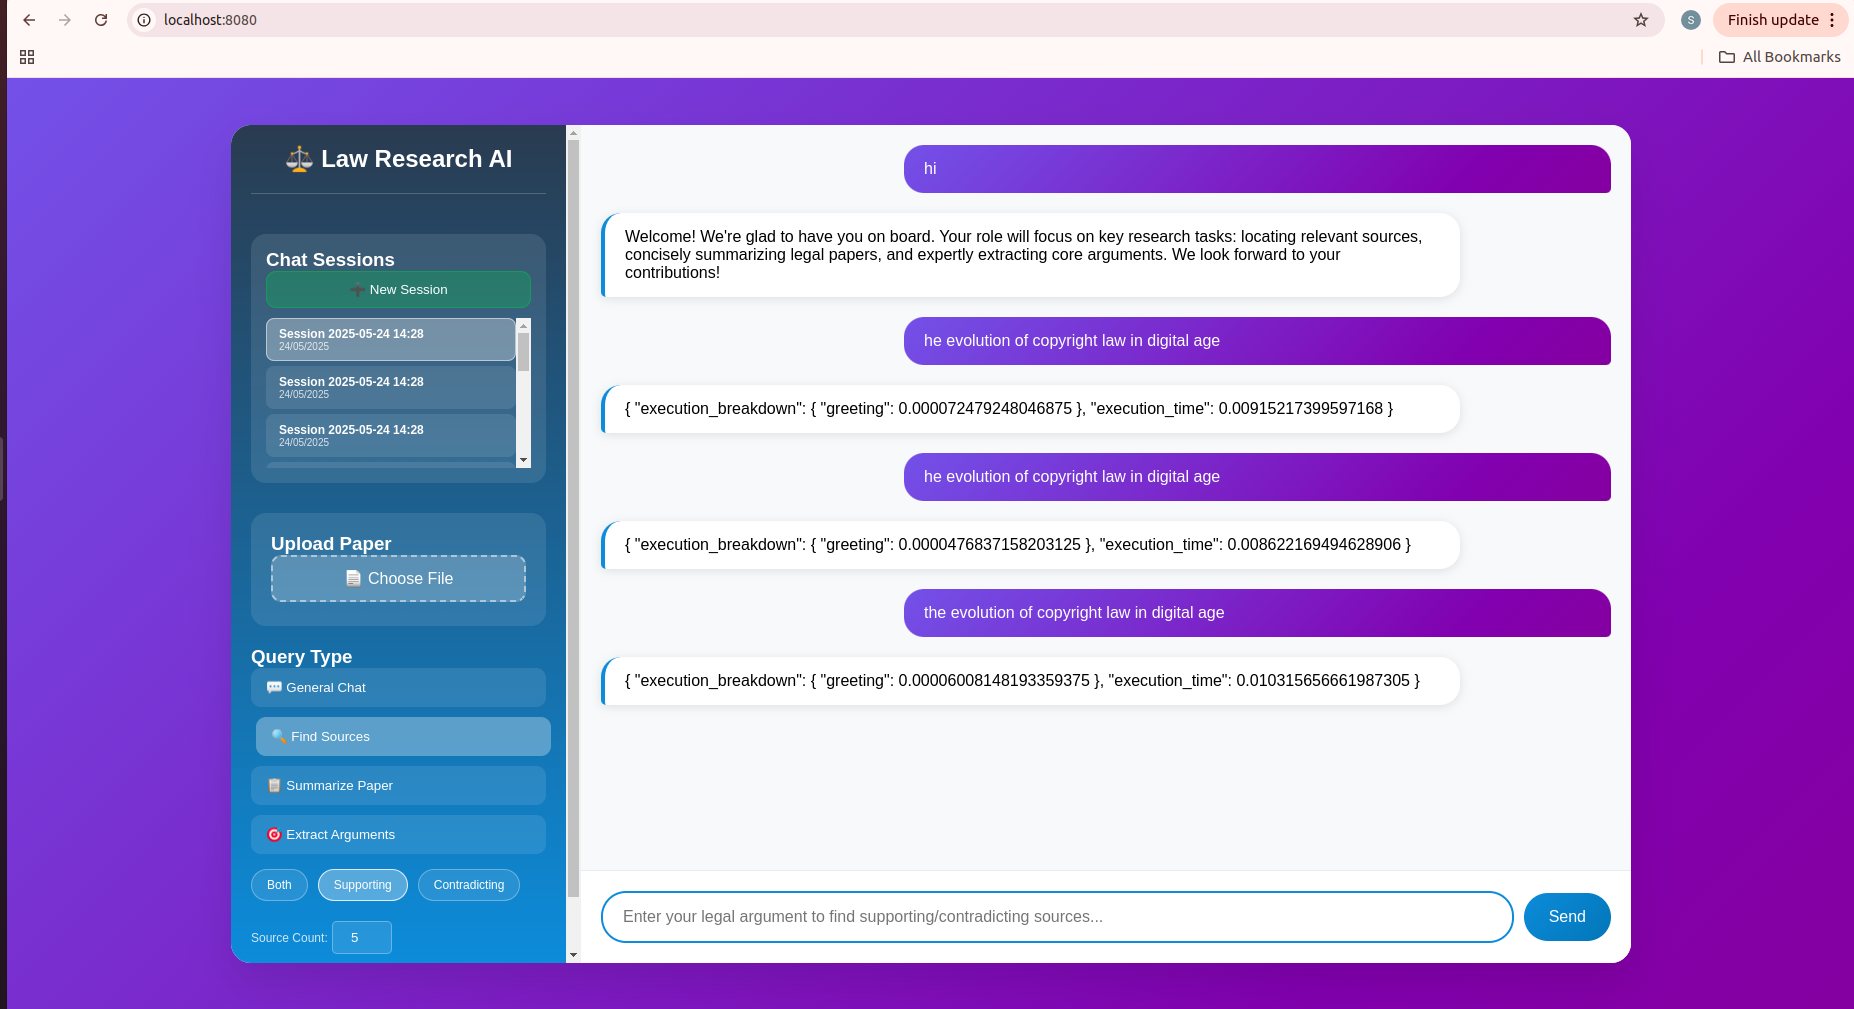 localhost:8080
S
Finish update
All Bookmarks
Law Research AI
Chat Sessions
New Session
Session 2025-05-24 14:28
24/05/2025
Session 2025-05-24 14:28
24/05/2025
Session 2025-05-24 14:28
24/05/2025
Upload Paper
Choose File
Query Type
General Chat
Find Sources
Summarize Paper
Extract Arguments
Both Supporting Contradicting
Source Count: 5
hi
Welcome! We're glad to have you on board. Your role will focus on key research tasks: locating relevant sources,
concisely summarizing legal papers, and expertly extracting core arguments. We look forward to your
contributions!
he evolution of copyright law in digital age
{ "execution_breakdown": { "greeting": 0.000072479248046875 }, "execution_time": 0.00915217399597168 }
he evolution of copyright law in digital age
{ "execution_breakdown": { "greeting": 0.0000476837158203125 }, "execution_time": 0.008622169494628906 }
the evolution of copyright law in digital age
{ "execution_breakdown": { "greeting": 0.00006008148193359375 }, "execution_time": 0.010315656661987305 }
Enter your legal argument to find supporting/contradicting sources...
Send